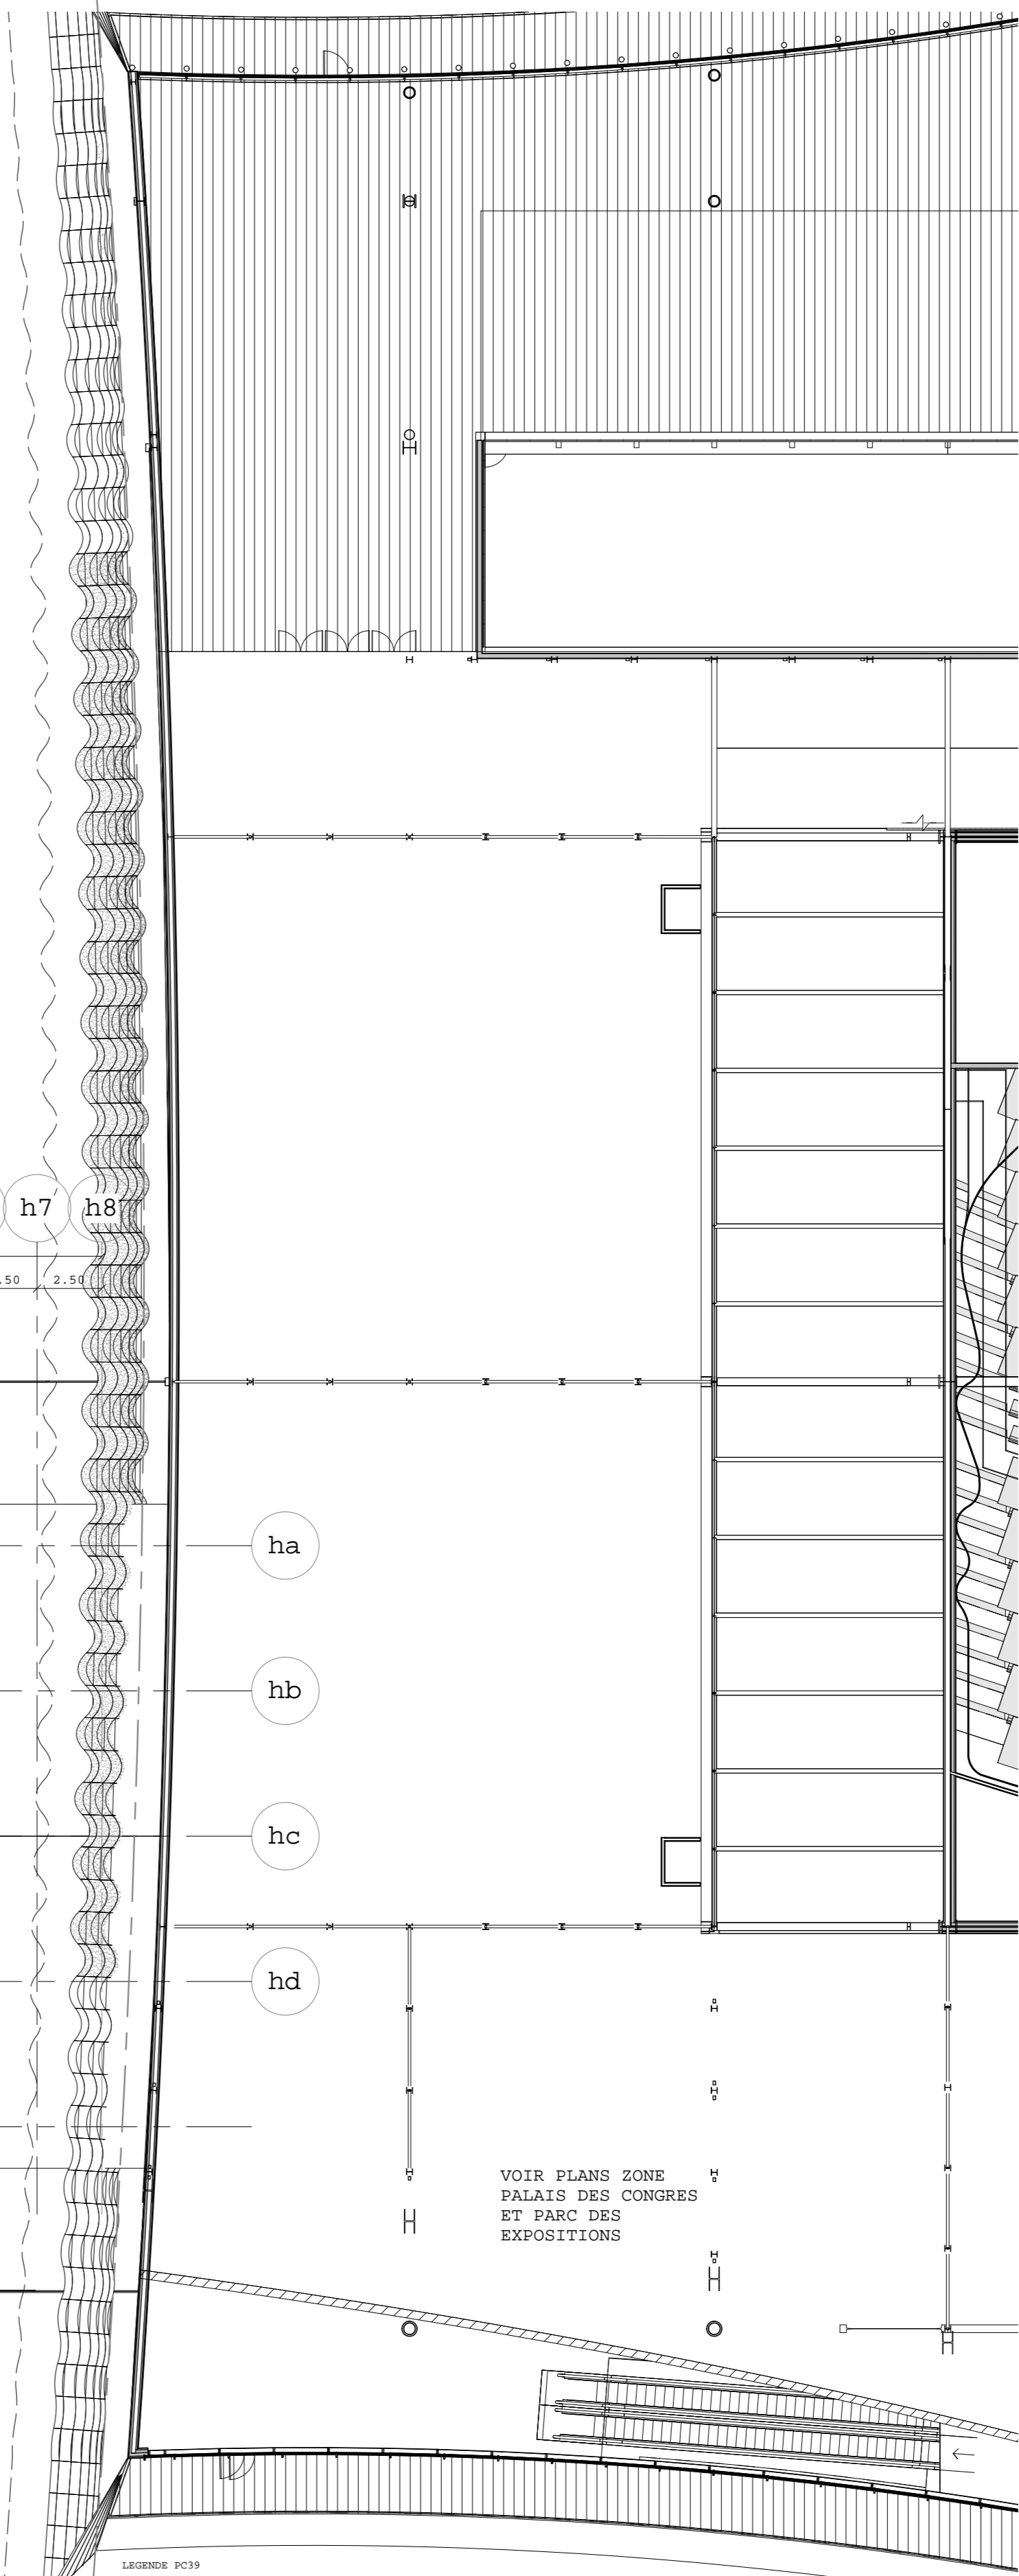 h7 h8
.50 2.50
ha
hb
hc
hd
VOIR PLANS ZONE
PALAIS DES CONGRES
ET PARC DES
EXPOSITIONS
LEGENDE PC39